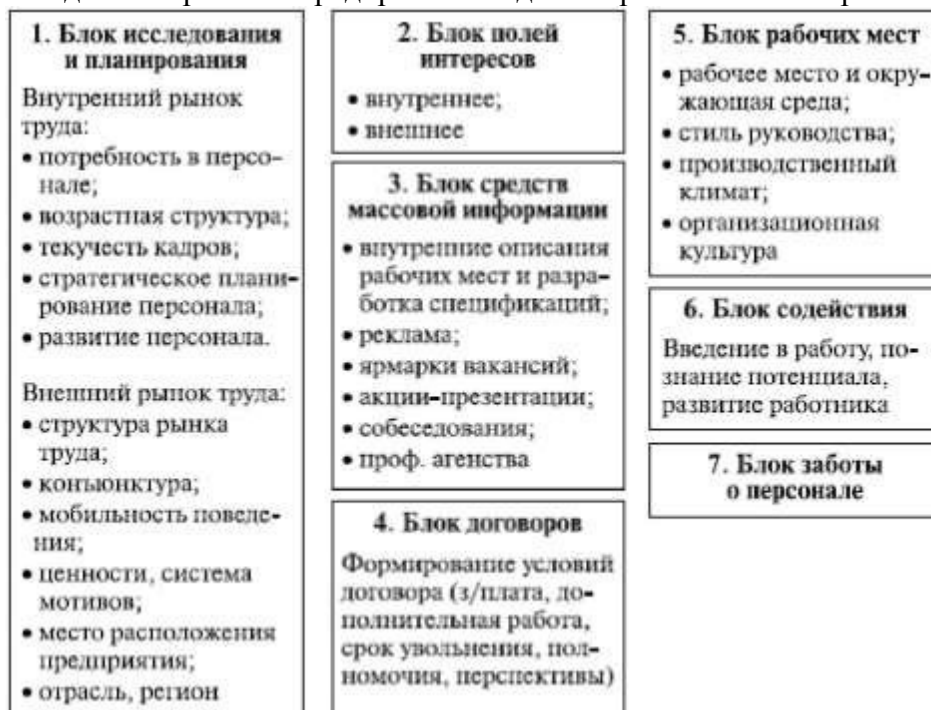 1. Блок исследования
и планирования
Внутренний рынок
труда:
• потребность в персо-
нале;
• возрастная структура;
• текучесть кадров;
• стратегическое плани-
рование персонала;
• развитие персонала.
Внешний рынок труда:
• структура рынка
труда;
• конъюнктура;
• мобильность поведе-
ния;
• ценности, система
мотивов;
• место расположения
предприятия;
• отрасль, регион
2. Блок полей
интересов
• внутреннее;
• внешнее
3. Блок средств
массовой информации
• внутренние описания
рабочих мест и разра-
ботка спецификаций;
• реклама;
• ярмарки вакансий;
• акции-презентации;
• собеседования;
• проф. агенства
4. Блок договоров
Формирование условий
договора (з/плата, до-
полнительная работа,
срок увольнения, пол-
номочия, перспективы)
5. Блок рабочих мест
• рабочее место и окру-
жающая среда;
• стиль руководства;
• производственный
климат;
• организационная
культура
6. Блок содействия
Введение в работу, по-
знание потенциала,
развитие работника
7. Блок заботы
о персонале